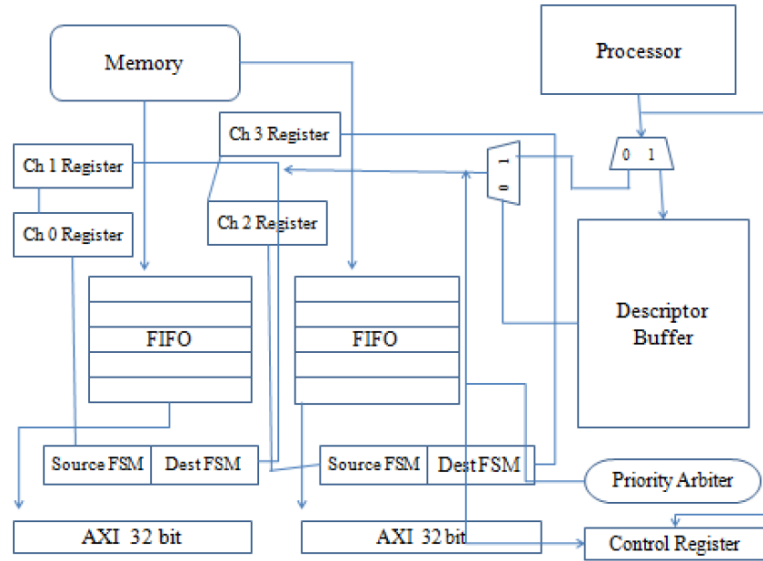 Memory
Processor
Ch 3 Register
Ch 1 Register
0 1
1
0
Ch 2 Register
Ch 0 Register
Descriptor
Buffer
FIFO
FIFO
Source FSM
Dest FSM
Source FSM
Dest FSM
Priority Arbiter
AXI 32 bit
AXI 32 bit
Control Register